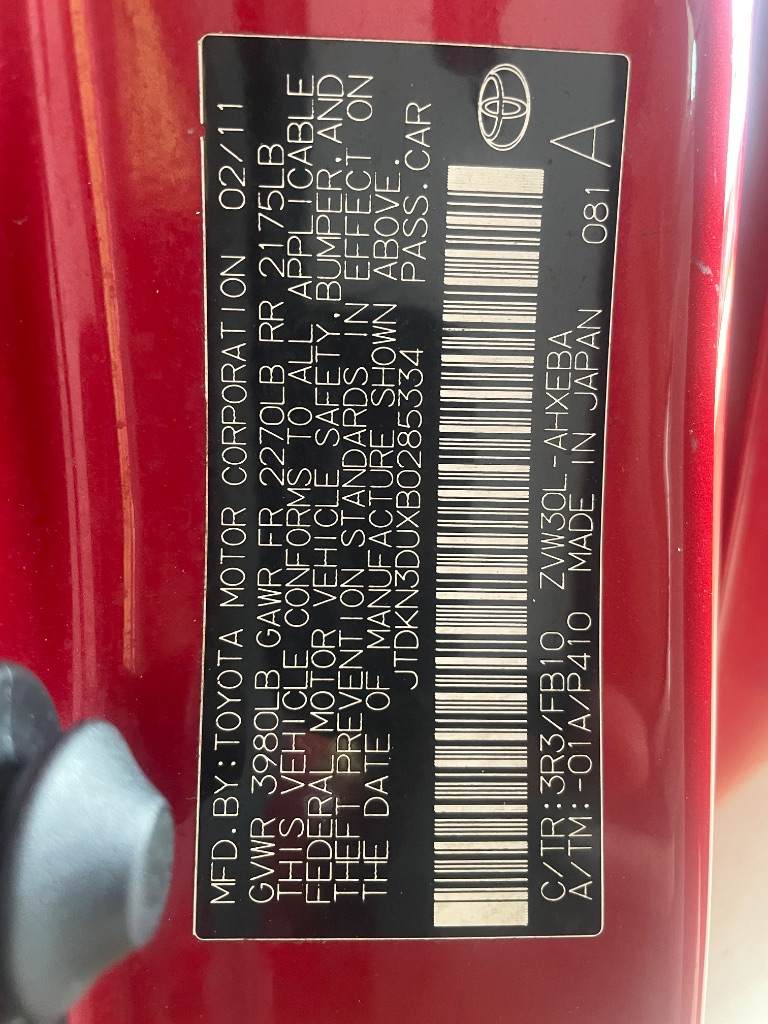 MFD.BY:TOYOTA MOTOR CORPORATION 02/11
GVWR 3980LB GAWR FR 2270LB RR 2175LB
THIS VEHICLE CONFORMS TO ALL APPLICABLE
FEDERAL MOTOR VEHICLE SAFETY, BUMPER, AND
THEFT PREVENTION STANDARDS IN EFFECT ON
THE DATE OF MANUFACTURE SHOWN ABOVE.
JTDKN3DUXB0285334 PASS.CAR
C/TR:3R3/FB10 ZVW30L-AHXEBA
A/TM:-01A/P410 MADE IN JAPAN 081 A